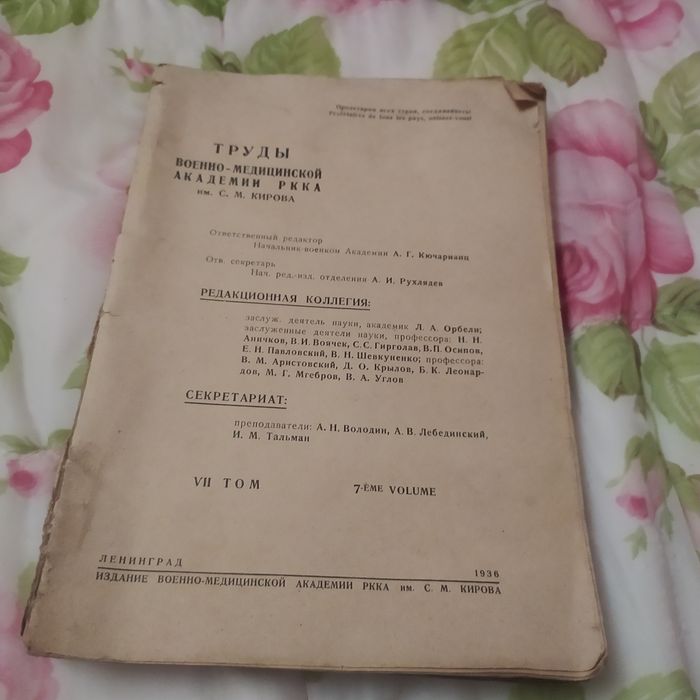 Пролетарии всех стран, соединяйтесь!
Prolétaires de tous les pays, unissez-vous!
ТРУДЫ
ВОЕННО-МЕДИЦИНСКОЙ
АКАДЕМИИ РККА
им. С. М. КИРОВА
Ответственный редактор
Начальник-военком Академии А. Г. Кючарианц
Отв. секретарь
Нач. ред.-изд. отделения А. И. Рухлядев
РЕДАКЦИОННАЯ КОЛЛЕГИЯ:
заслуж. деятель науки, академик Л. А. Орбели;
заслуженные деятели науки, профессора: Н. Н.
Аничков, В. И. Воячек, С. С. Гирголав, В. П. Осипов,
Е. Н. Павловский, В. Н. Шевкуненко; профессора:
В. М. Аристовский, Д. О. Крылов, Б. К. Леонар-
дов, М. Г. Мгебров, В. А. Углов
СЕКРЕТАРИАТ:
преподаватели: А. Н. Володин, А. В. Лебединский,
И. М. Тальман
VII ТОМ
7-ÈME VOLUME
ЛЕНИНГРАД
1936
ИЗДАНИЕ ВОЕННО-МЕДИЦИНСКОЙ АКАДЕМИИ РККА им. С. М. КИРОВА